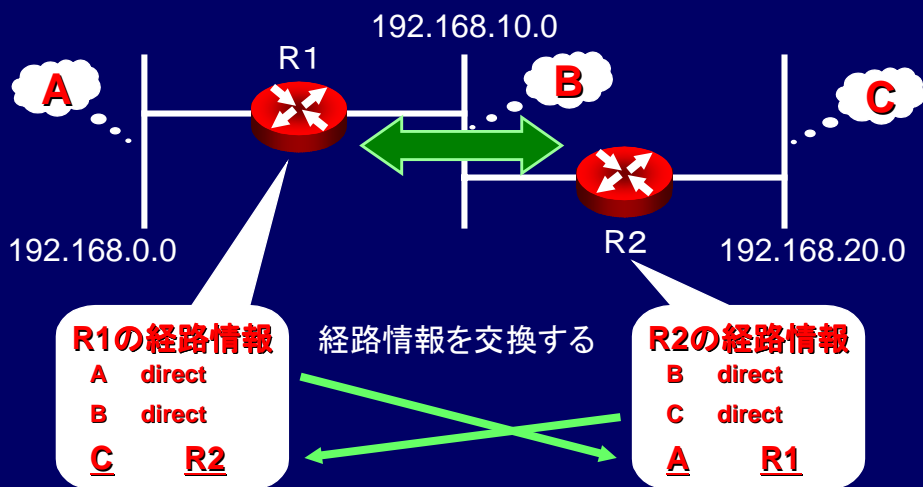 192.168.10.0
R1
A
B
C
R2
192.168.0.0
192.168.20.0
R1の経路情報
A direct
B direct
C R2
経路情報を交換する
R2の経路情報
B direct
C direct
A R1